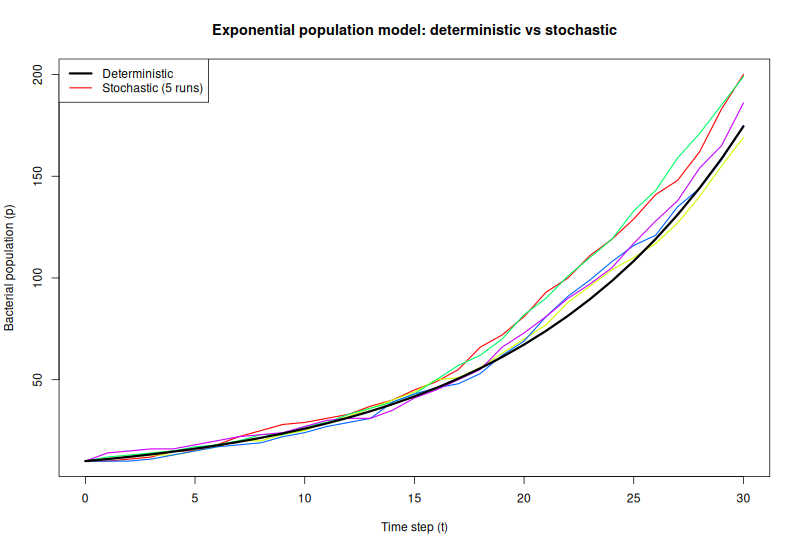 Exponential population model: deterministic vs stochastic
Deterministic
Stochastic (5 runs)
200
150
100
50
Bacterial population (p)
0 5 10 15 20 25 30
Time step (t)